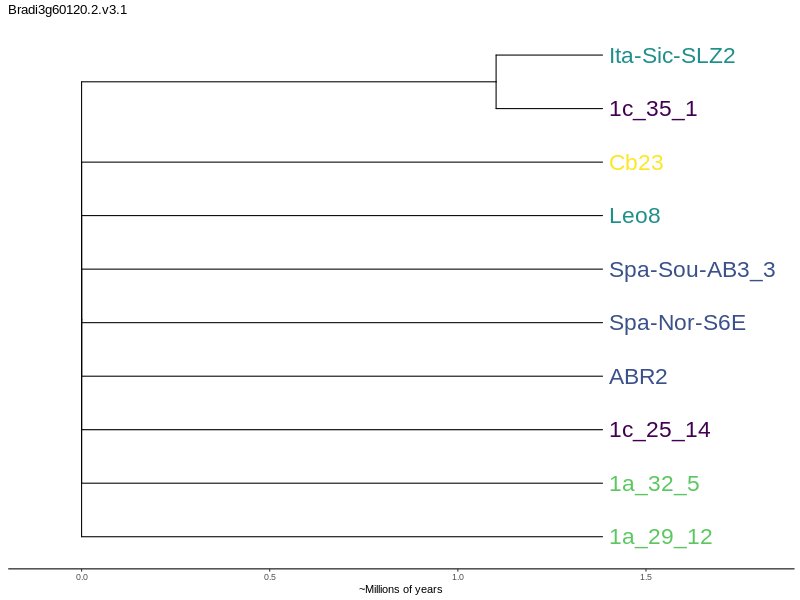 Bradi3g60120.2.v3.1
Ita-Sic-SLZ2
1c_35_1
Cb23
Leo8
Spa-Sou-AB3_3
Spa-Nor-S6E
ABR2
1c_25_14
1a_32_5
1a_29_12
0.0 0.5 1.0 1.5
~Millions of years